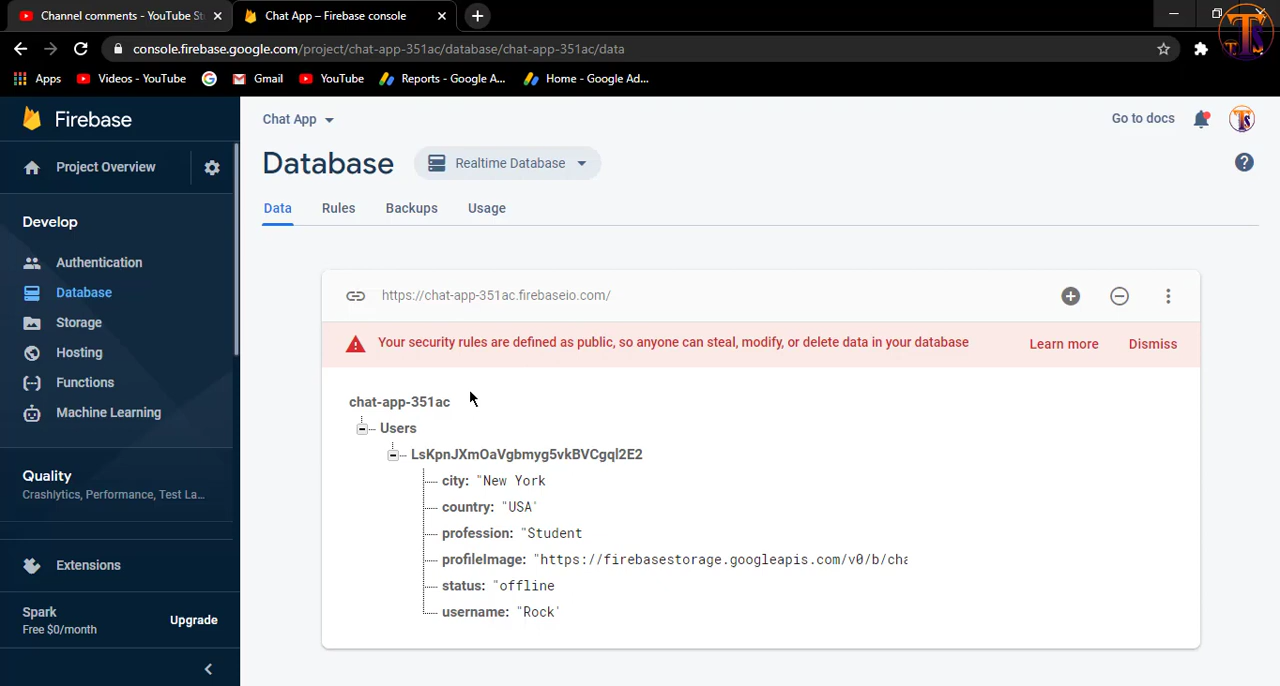 Channel comments - YouTube St
Chat App – Firebase console
console.firebase.google.com/project/chat-app-351ac/database/chat-app-351ac/data
Apps
Videos - YouTube
Gmail
YouTube
Reports - Google A...
Home - Google Ad...
TS
Firebase
Chat App
Go to docs
Project Overview
Database
Realtime Database
Data
Rules
Backups
Usage
Develop
Authentication
Database
Storage
Hosting
Functions
Machine Learning
Quality
Crashlytics, Performance, Test La...
Extensions
Spark
Free $0/month
Upgrade
https://chat-app-351ac.firebaseio.com/
Your security rules are defined as public, so anyone can steal, modify, or delete data in your database
Learn more
Dismiss
chat-app-351ac
Users
LsKpnJXmOaVgbmyg5vkBVCgql2E2
city: "New York
country: "USA"
profession: "Student
profileImage: "https://firebasestorage.googleapis.com/v0/b/cha
status: "offline
username: "Rock"